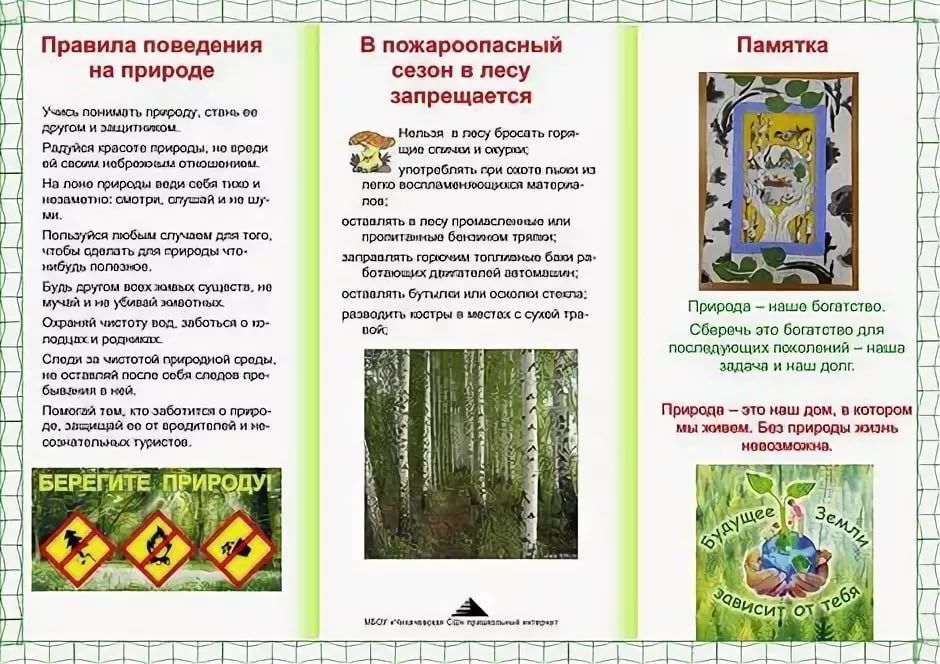 Правила поведения
на природе
Учись понимать природу, стань ее
другом и защитником.
Радуйся красоте природы, не вреди
ей своим небрежным отношением.
На лоне природы веди себя тихо и
незаметно: смотри, слушай и не шу-
ми.
Пользуйся любым случаем для того,
чтобы сделать для природы что-
нибудь полезное.
Будь другом всех живых существ, не
мучай и не убивай животных.
Охраняй чистоту вод, заботься о ко-
лодцах и родниках.
Следи за чистотой природной среды,
не оставляй после себя следов пре-
бывания в ней.
Помогай тем, кто заботится о приро-
де, защищай ее от вредителей и не-
сознательных туристов.
БЕРЕГИТЕ ПРИРОДУ!
В пожароопасный
сезон в лесу
запрещается
Нельзя в лесу бросать горя-
щие спички и окурки;
употреблять при охоте пыжи из
легко воспламеняющихся материа-
лов;
оставлять в лесу промасленные или
пропитанные бензином тряпки;
заправлять горючим топливные баки ра-
ботающих двигателей автомашин;
оставлять бутылки или осколки стекла;
разводить костры в местах с сухой тра-
вой;
МБОУ пришкольный интернат
Памятка
Природа – наше богатство.
Сберечь это богатство для
последующих поколений – наша
задача и наш долг.
Природа – это наш дом, в котором
мы живем. Без природы жизнь
невозможна.
Будущее Земли
зависит от тебя